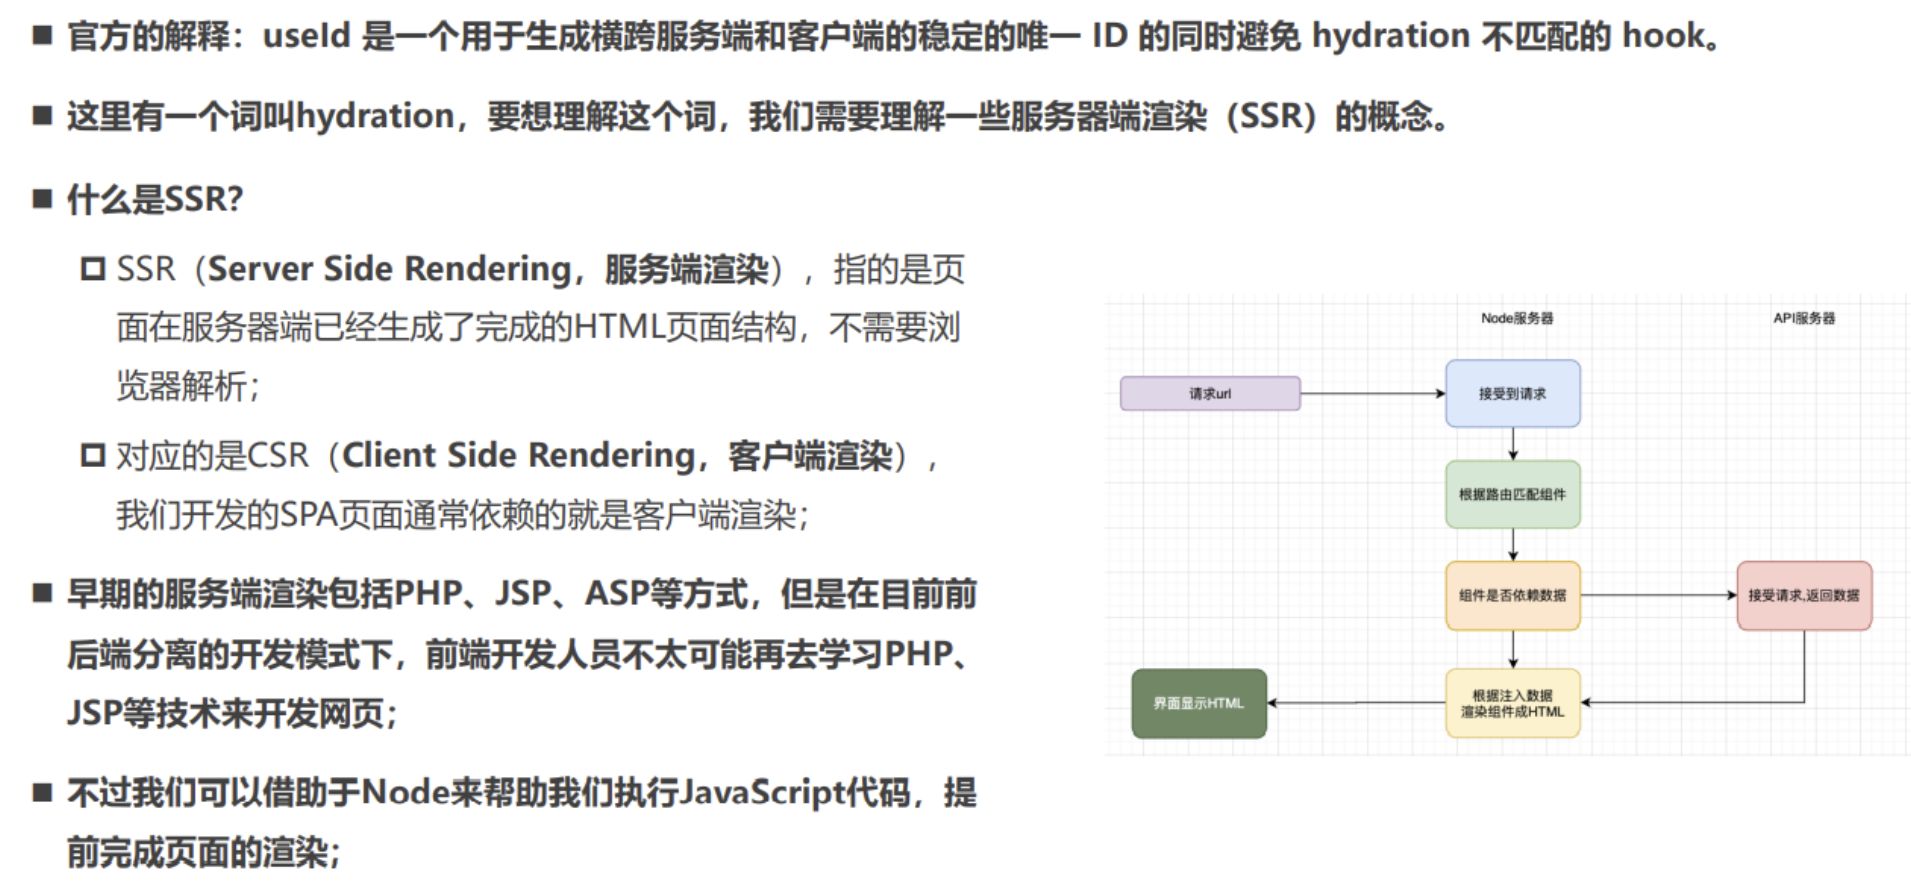 ■ 官方的解释：useId 是一个用于生成横跨服务端和客户端的稳定的唯一 ID 的同时避免 hydration 不匹配的 hook。
■ 这里有一个词叫hydration，要想理解这个词，我们需要理解一些服务器端渲染（SSR）的概念。
■ 什么是SSR？
SSR（Server Side Rendering，服务端渲染），指的是页
面在服务器端已经生成了完成的HTML页面结构，不需要浏
览器解析；
对应的是CSR（Client Side Rendering，客户端渲染），
我们开发的SPA页面通常依赖的就是客户端渲染；
■ 早期的服务端渲染包括PHP、JSP、ASP等方式，但是在目前前
后端分离的开发模式下，前端开发人员不太可能再去学习PHP、
JSP等技术来开发网页；
■ 不过我们可以借助于Node来帮助我们执行JavaScript代码，提
前完成页面的渲染；
Node服务器
API服务器
请求url
接受到请求
根据路由匹配组件
组件是否依赖数据
接受请求,返回数据
根据注入数据
渲染组件成HTML
界面显示HTML